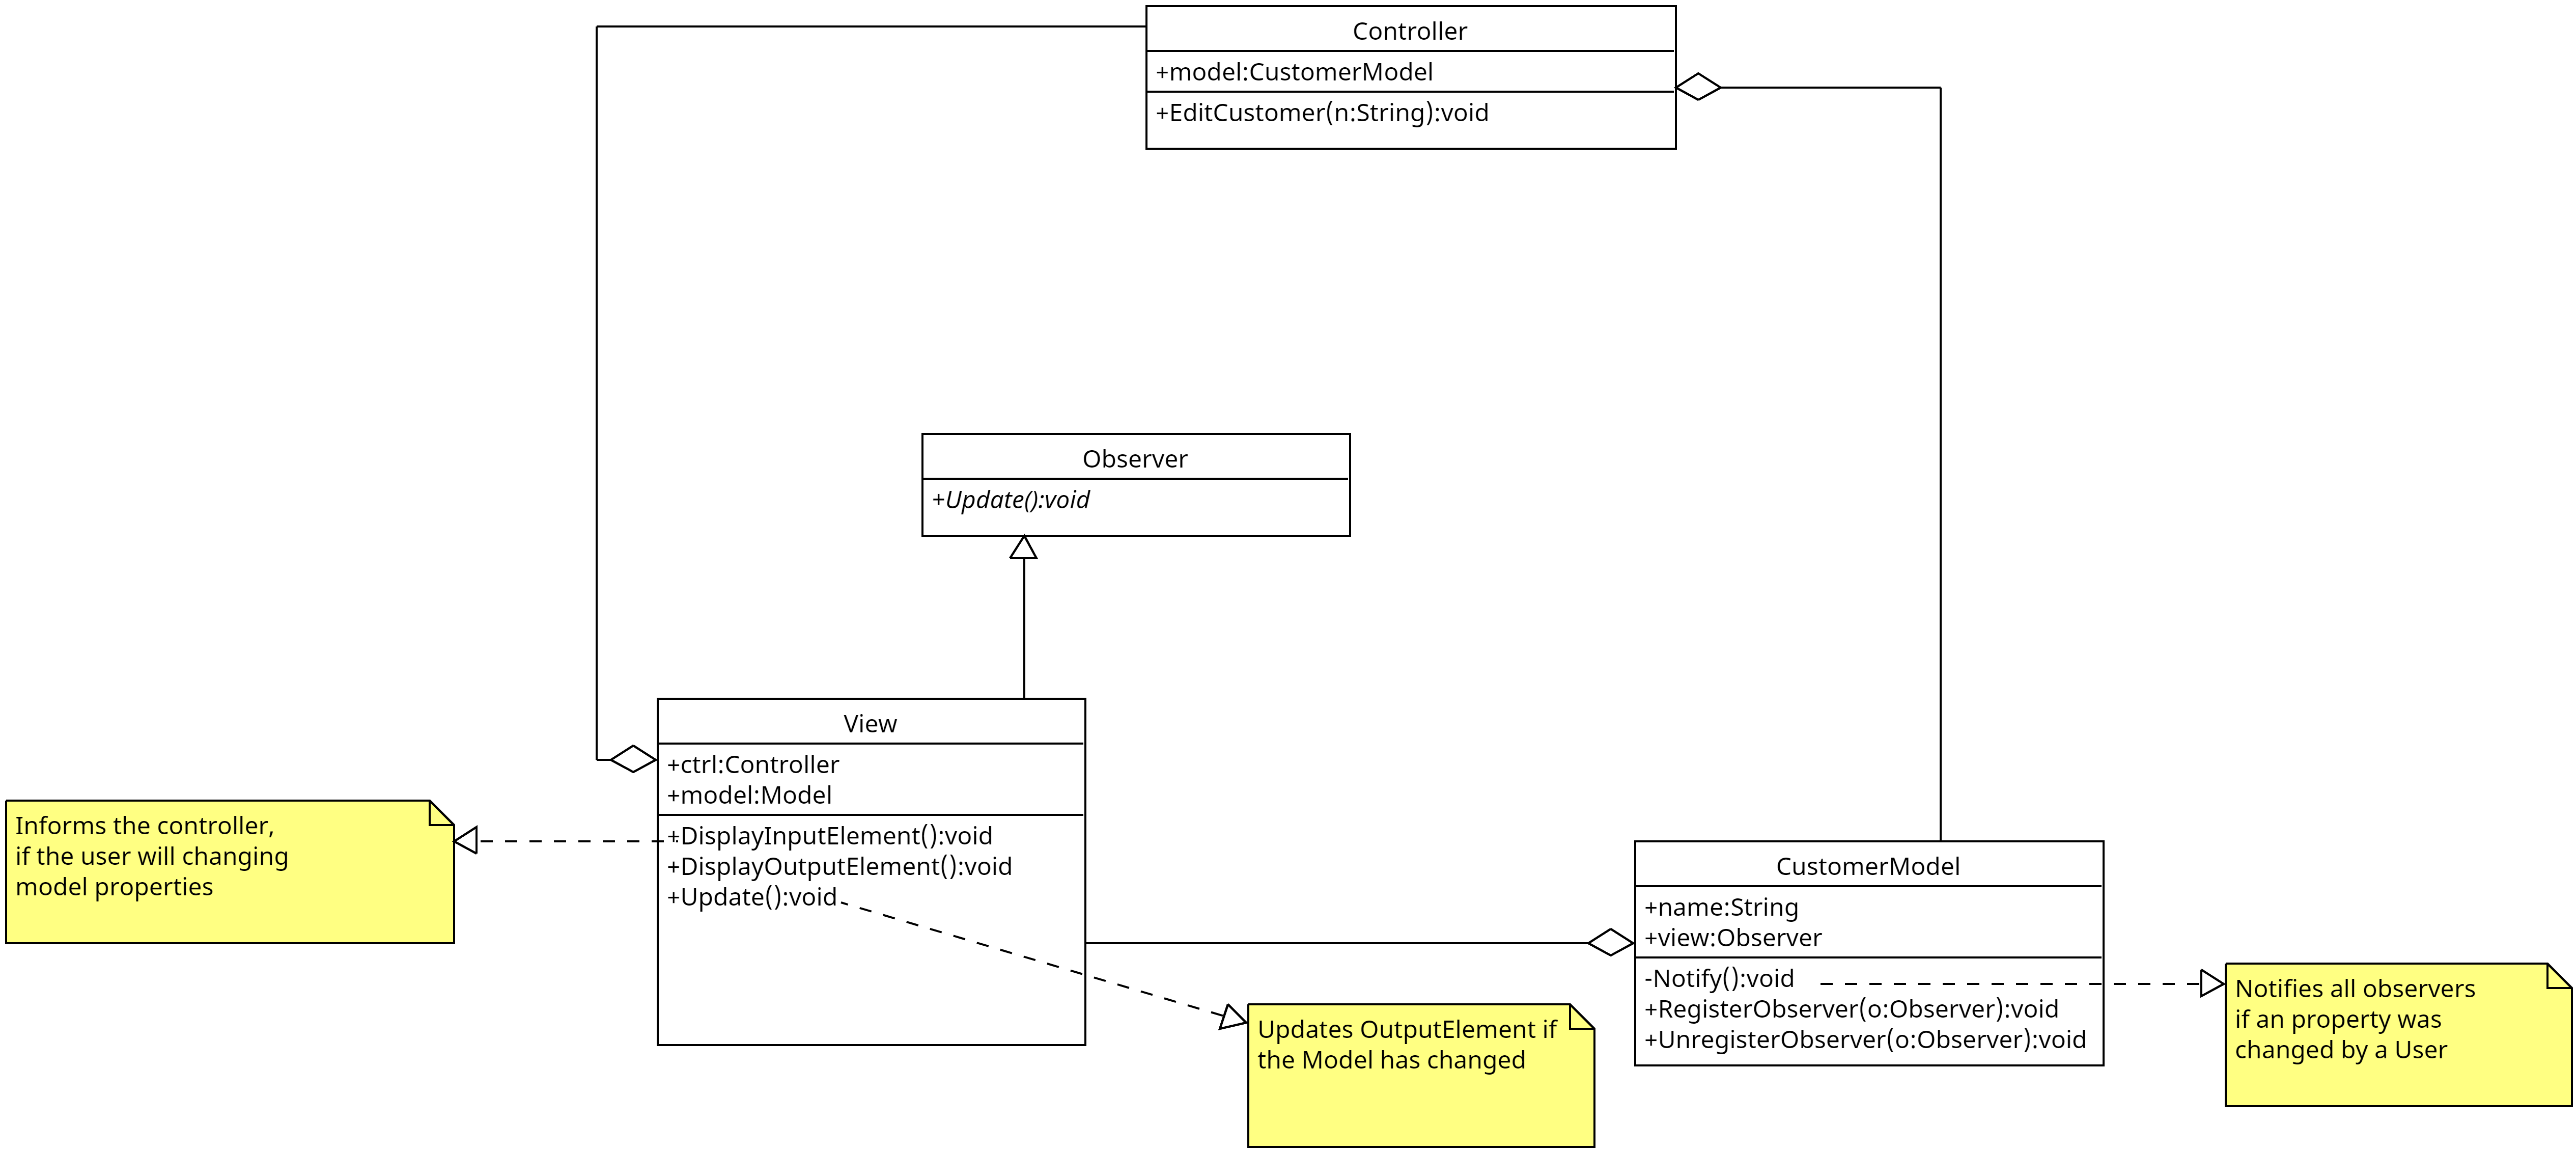 Controller
+model:CustomerModel
+EditCustomer(n:String):void
Observer
+Update():void
View
+ctrl:Controller
+model:Model
+DisplayInputElement():void
+DisplayOutputElement():void
+Update():void
Informs the controller,
if the user will changing
model properties
CustomerModel
+name:String
+view:Observer
-Notify():void
+RegisterObserver(o:Observer):void
+UnregisterObserver(o:Observer):void
Updates OutputElement if
the Model has changed
Notifies all observers
if an property was
changed by a User